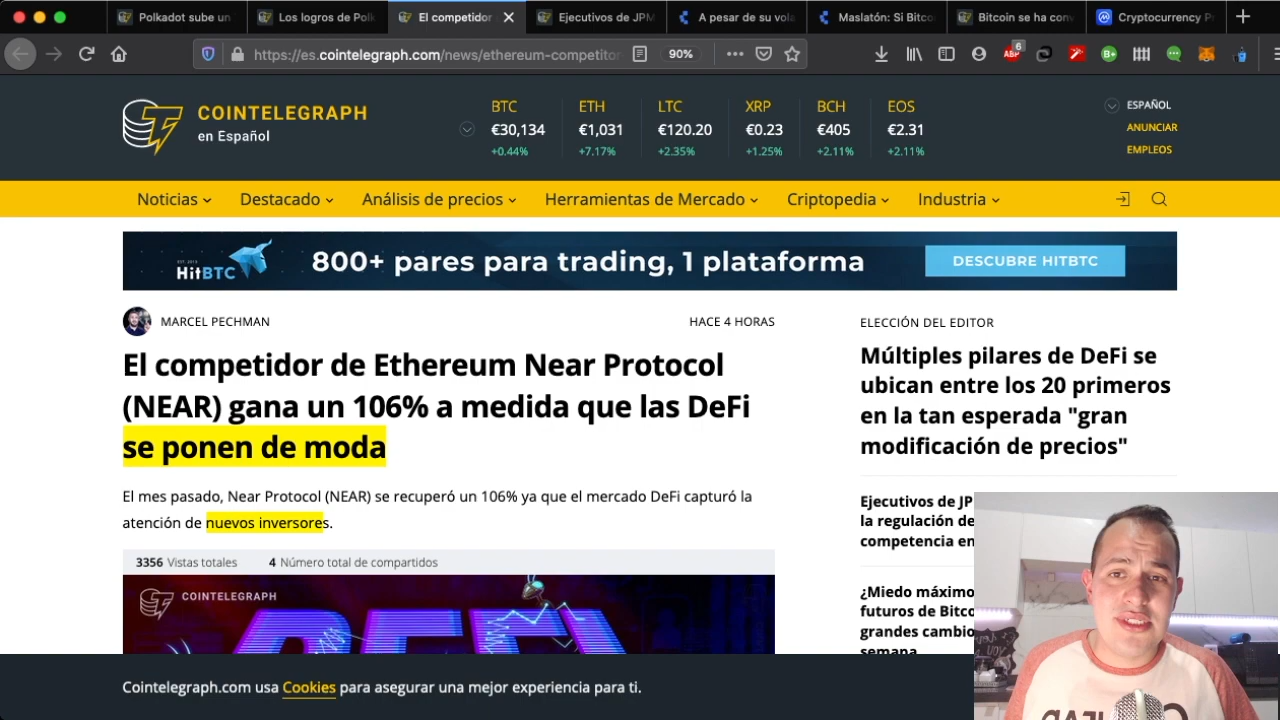 Polkadot sube un
Los logros de Polk
El competidor
Ejecutivos de JPM
A pesar de su vola
Maslatón: Si Bitco
Bitcoin se ha conv
Cryptocurrency Pr
https://es.cointelegraph.com/news/ethereum-competitor-
90%
ABP
6
B+
COINTELEGRAPH
en Español
BTC
€30,134
+0.44%
ETH
€1,031
+7.17%
LTC
€120.20
+2.35%
XRP
€0.23
+1.25%
BCH
€405
+2.11%
EOS
€2.31
+2.11%
ESPAÑOL
ANUNCIAR
EMPLEOS
Noticias
Destacado
Análisis de precios
Herramientas de Mercado
Criptopedia
Industria
HitBTC
800+ pares para trading, 1 plataforma
DESCUBRE HITBTC
MARCEL PECHMAN
HACE 4 HORAS
El competidor de Ethereum Near Protocol
(NEAR) gana un 106% a medida que las DeFi
se ponen de moda
El mes pasado, Near Protocol (NEAR) se recuperó un 106% ya que el mercado DeFi capturó la
atención de nuevos inversores.
3356 Vistas totales
4 Número total de compartidos
COINTELEGRAPH
DEFI
ELECCIÓN DEL EDITOR
Múltiples pilares de DeFi se
ubican entre los 20 primeros
en la tan esperada "gran
modificación de precios"
Ejecutivos de JP
la regulación de
competencia en
¿Miedo máximo
futuros de Bitco
grandes cambio
semana
Cointelegraph.com usa Cookies para asegurar una mejor experiencia para ti.